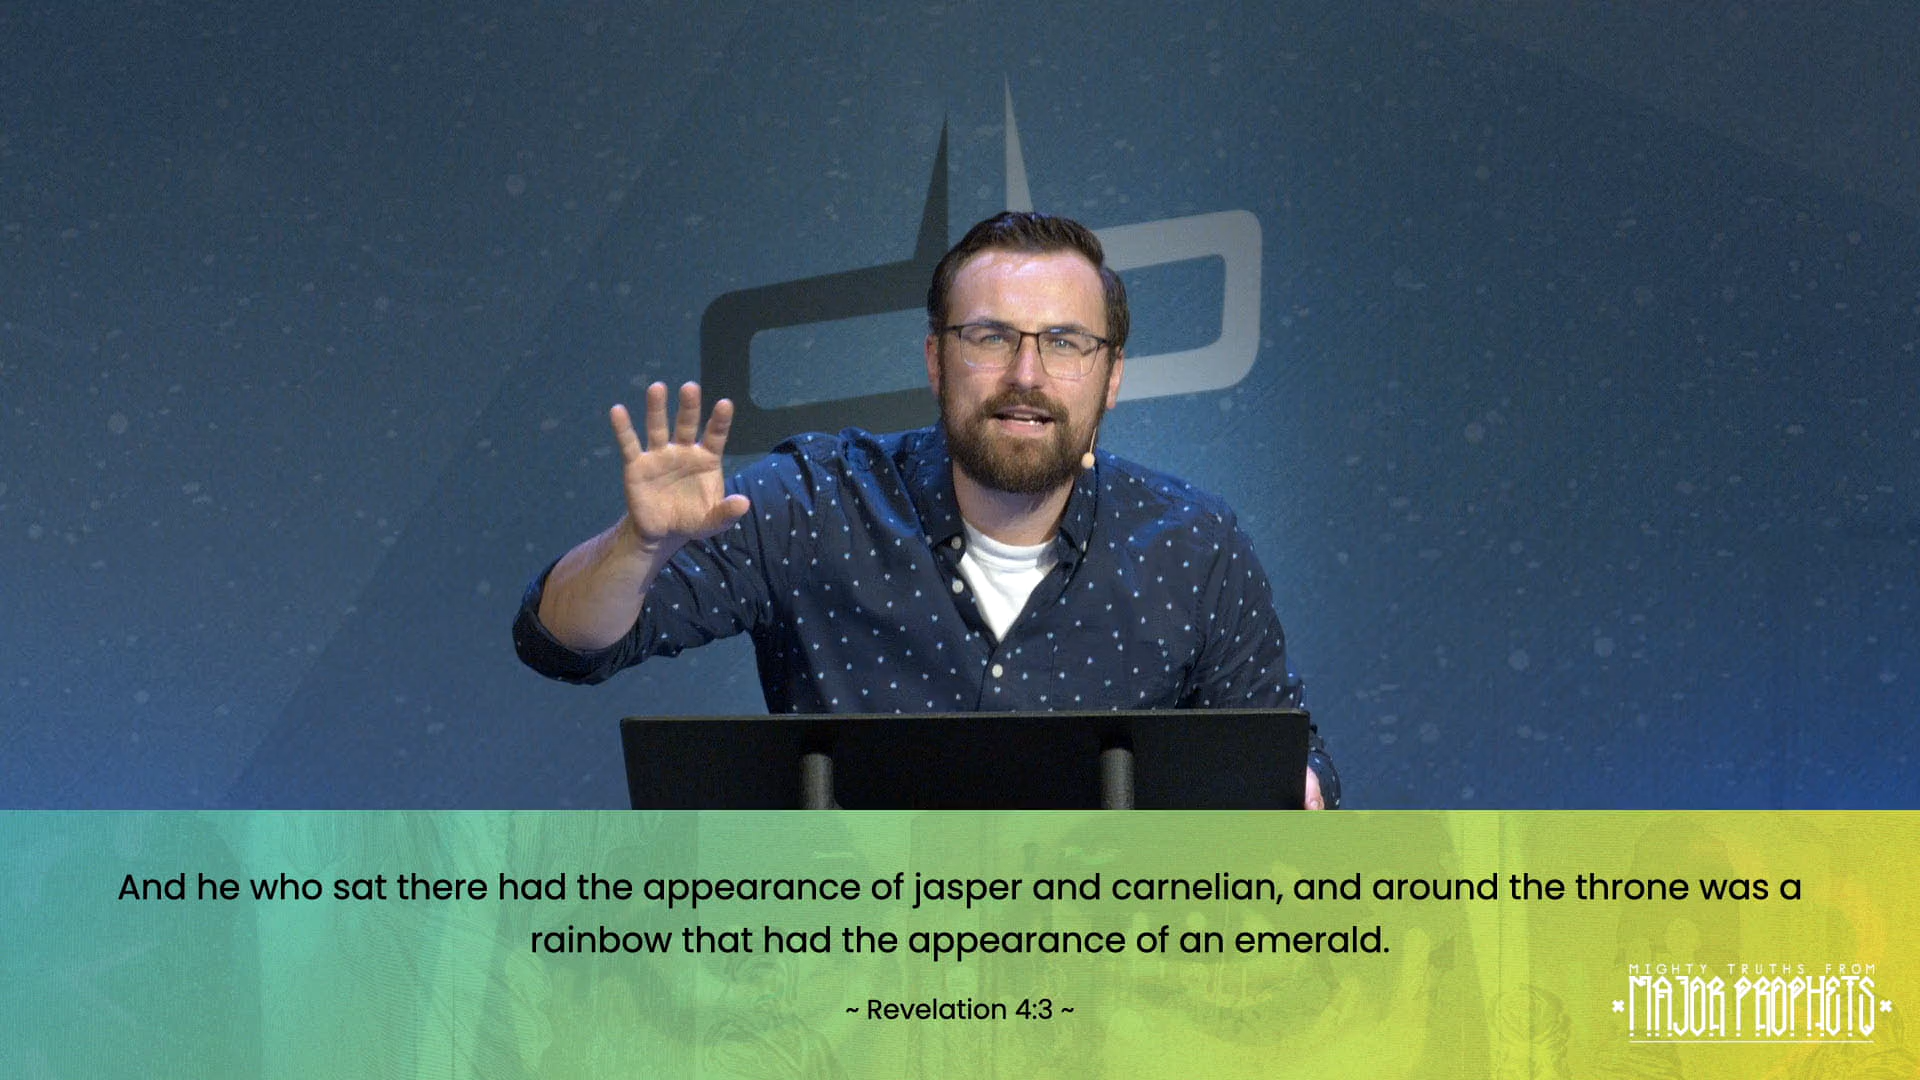 And he who sat there had the appearance of jasper and carnelian, and around the throne was a
rainbow that had the appearance of an emerald.
~ Revelation 4:3 ~
MIGHTY TRUTHS FROM
MAJOR PROPHETS